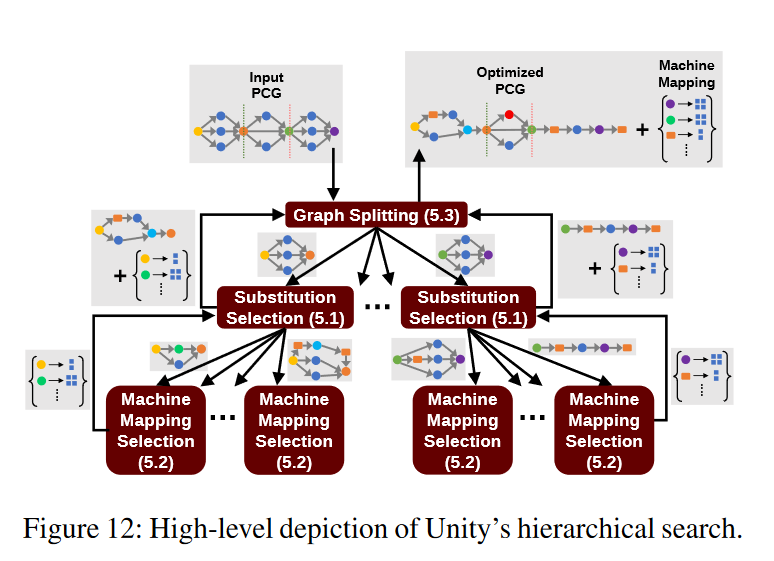 Input
PCG
Optimized
PCG
Machine
Mapping
+
Graph Splitting (5.3)
+
+
Substitution
Selection (5.1)
...
Substitution
Selection (5.1)
Machine
Mapping
Selection
(5.2)
...
Machine
Mapping
Selection
(5.2)
Machine
Mapping
Selection
(5.2)
...
Machine
Mapping
Selection
(5.2)
Figure 12: High-level depiction of Unity's hierarchical search.